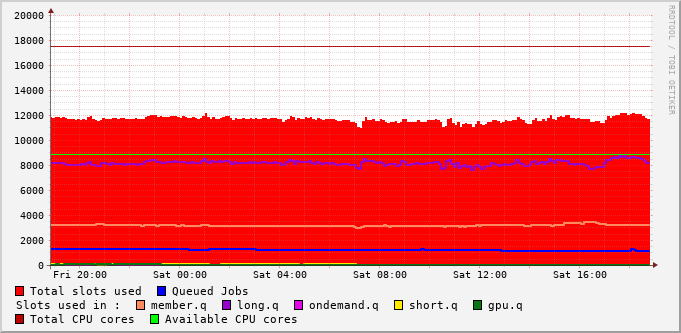 RRDTOOL / TOBI OETIKER
20000
18000
16000
14000
12000
10000
8000
6000
4000
2000
0
Fri 20:00 Sat 00:00 Sat 04:00 Sat 08:00 Sat 12:00 Sat 16:00
Total slots used Queued Jobs
Slots used in : member.q long.q ondemand.q short.q gpu.q
Total CPU cores Available CPU cores